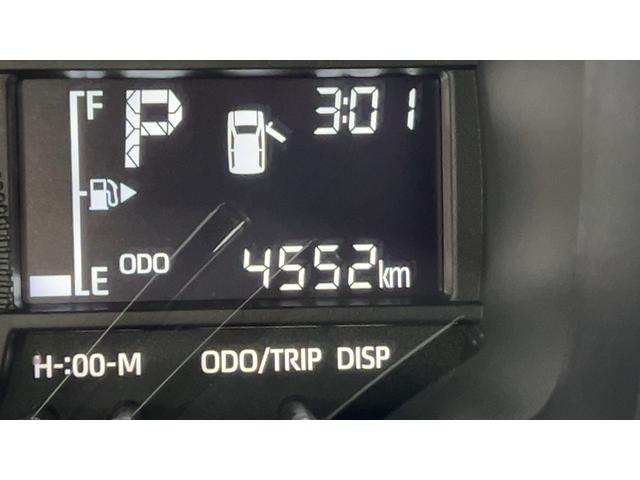 F P 3:01
E ODO 4552km
H-:00-M ODO/TRIP DISP